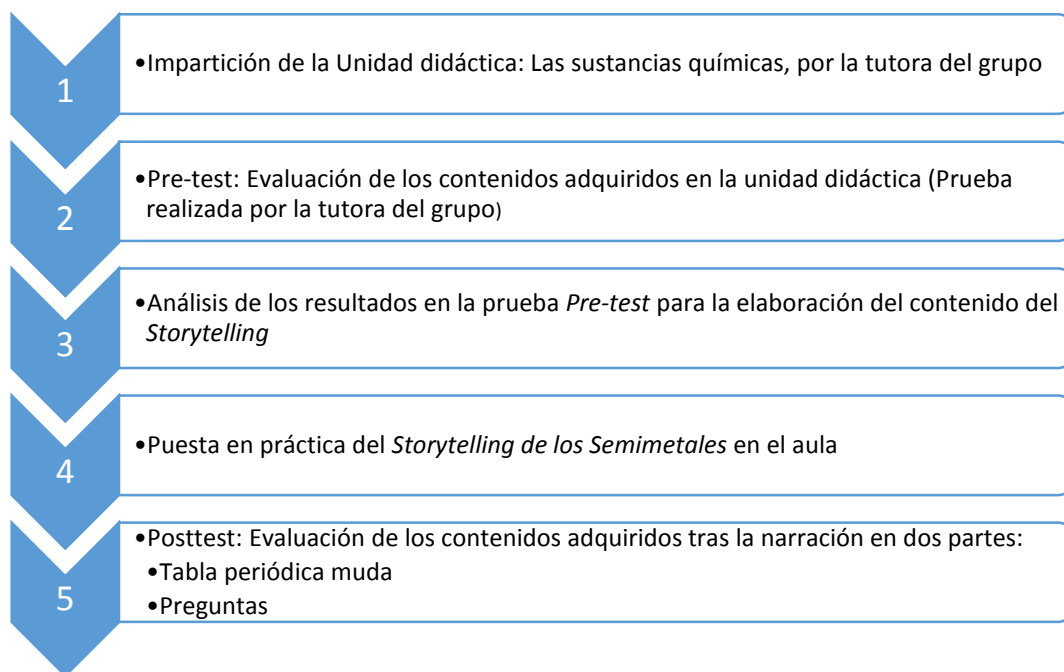 1
•Impartición de la Unidad didáctica: Las sustancias químicas, por la tutora del grupo
2
•Pre-test: Evaluación de los contenidos adquiridos en la unidad didáctica (Prueba
realizada por la tutora del grupo)
3
•Análisis de los resultados en la prueba Pre-test para la elaboración del contenido del
Storytelling
4
•Puesta en práctica del Storytelling de los Semimetales en el aula
5
•Posttest: Evaluación de los contenidos adquiridos tras la narración en dos partes:
•Tabla periódica muda
•Preguntas